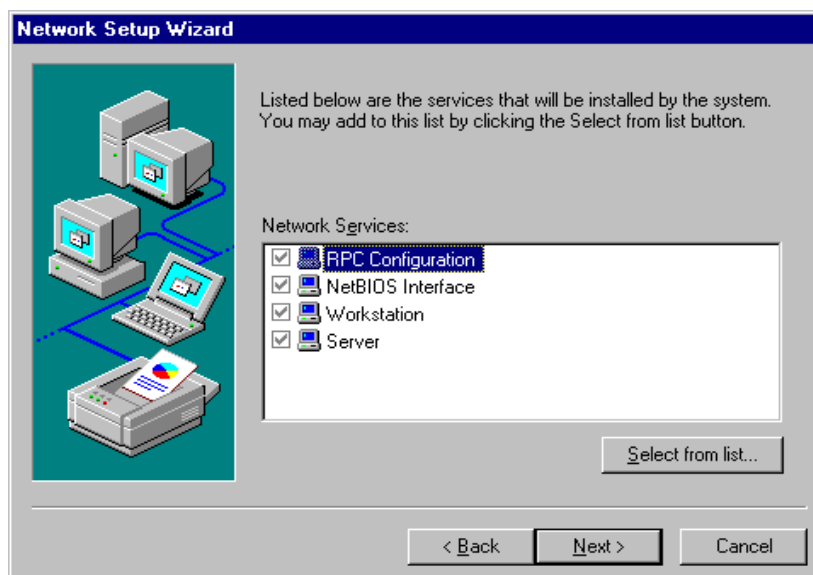 Network Setup Wizard
Listed below are the services that will be installed by the system.
You may add to this list by clicking the Select from list button.
Network Services:
RPC Configuration
NetBIOS Interface
Workstation
Server
Select from list...
< Back
Next >
Cancel